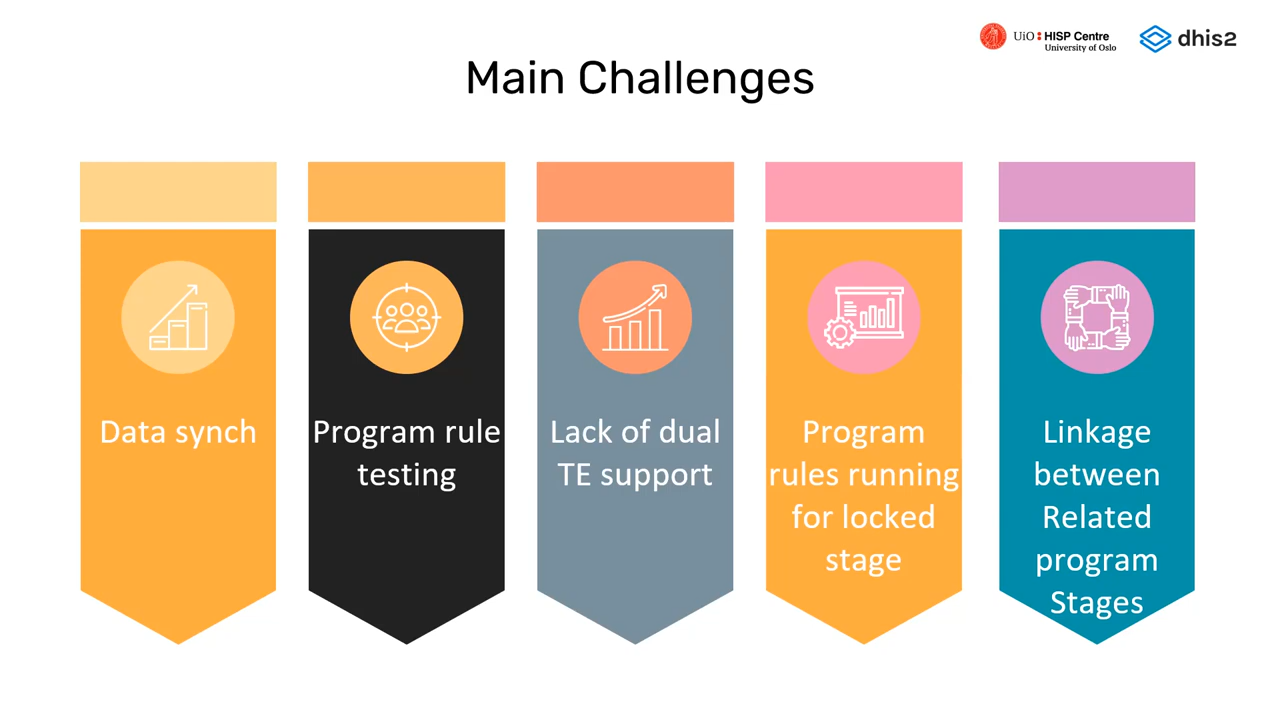 UiO: HISP Centre
University of Oslo
dhis2
Main Challenges
Data synch
Program rule
testing
Lack of dual
TE support
Program
rules running
for locked
stage
Linkage
between
Related
program
Stages